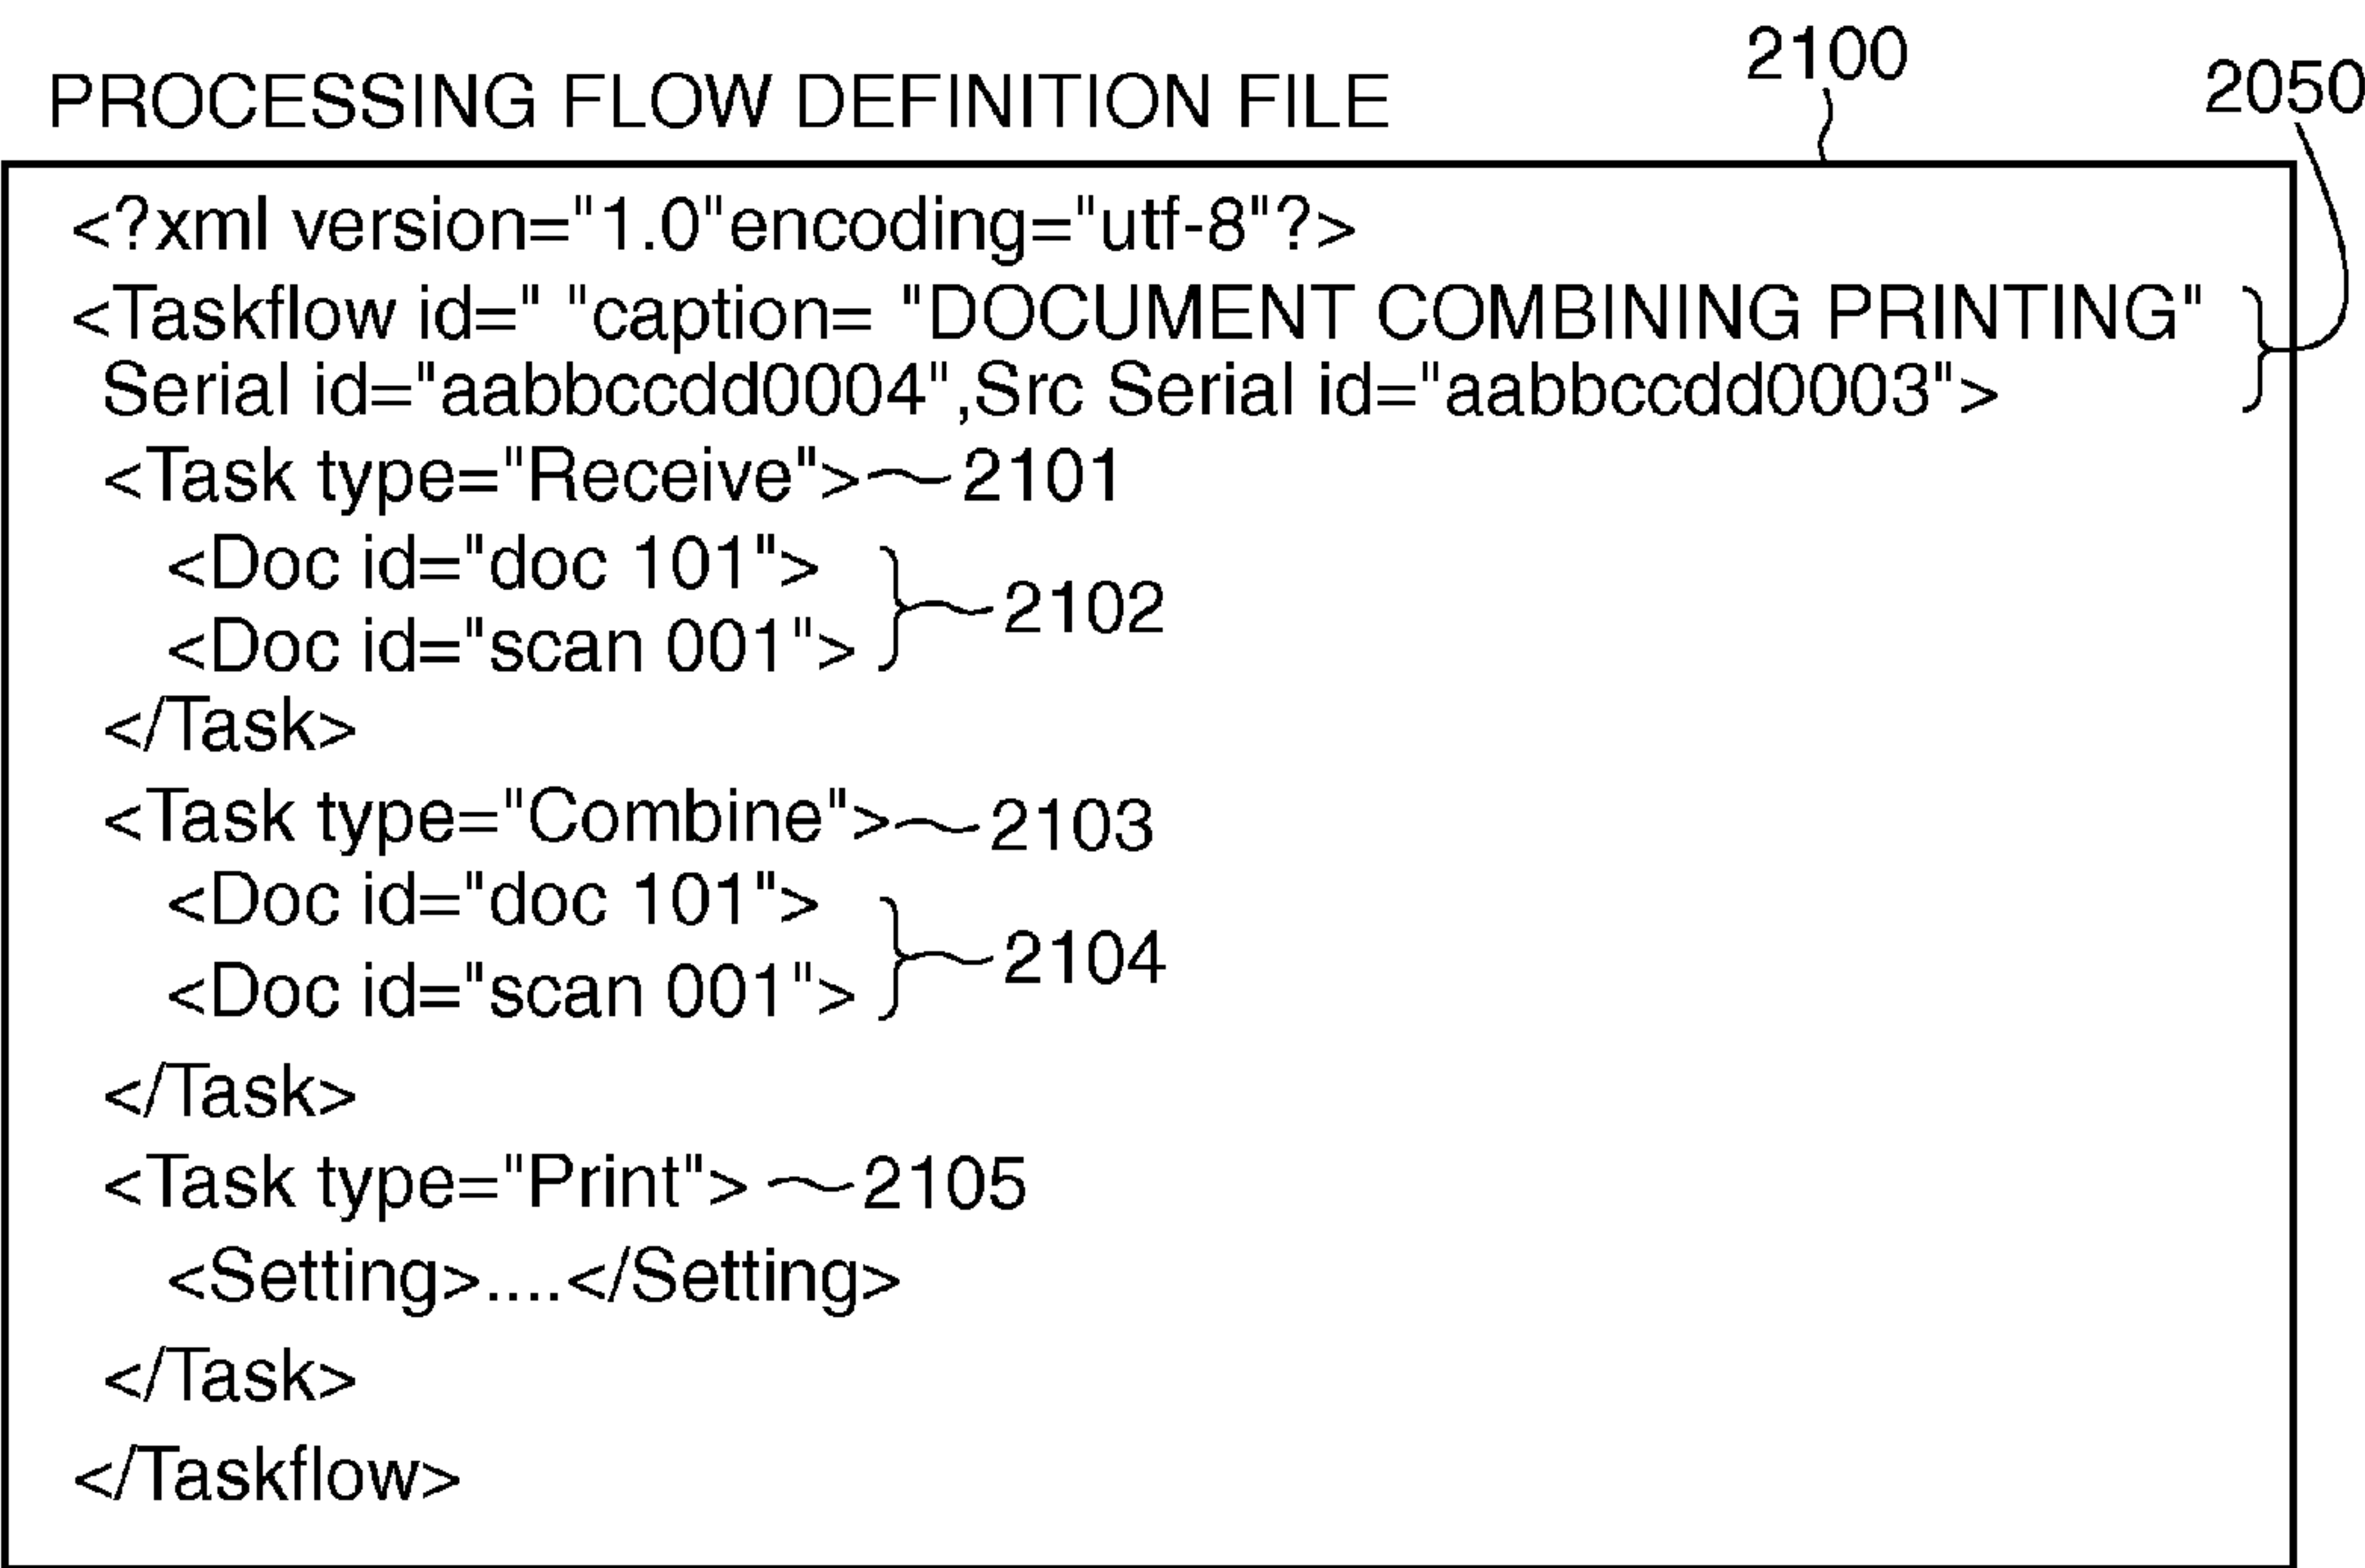 2100
2050
PROCESSING FLOW DEFINITION FILE
<?xml version="1.0"encoding="utf-8"?>
<Taskflow id=" "caption= "DOCUMENT COMBINING PRINTING"
Serial id="aabbccdd0004",Src Serial id="aabbccdd0003">
<Task type="Receive"> 2101
<Doc id="doc 101">
2102
<Doc id="scan 001">
</Task>
<Task type="Combine"> 2103
<Doc id="doc 101">
2104
<Doc id="scan 001">
</Task>
<Task type="Print"> 2105
<Setting>....</Setting>
</Task>
</Taskflow>